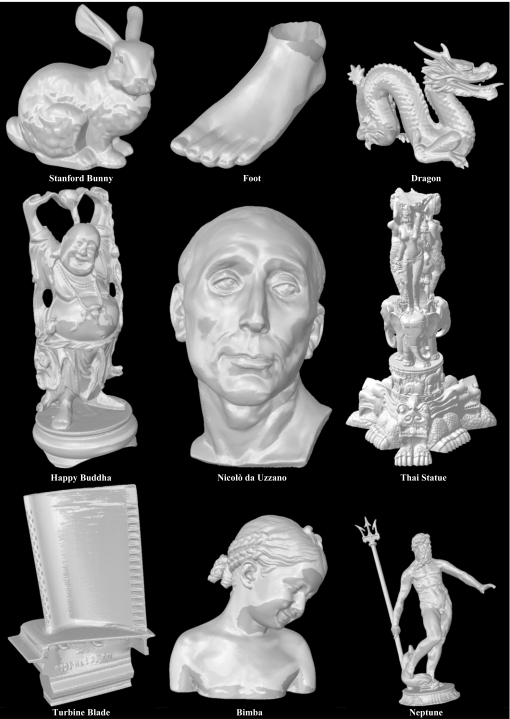 Stanford Bunny
Foot
Dragon
Happy Buddha
Nicolò da Uzzano
Thai Statue
Turbine Blade
Bimba
Neptune